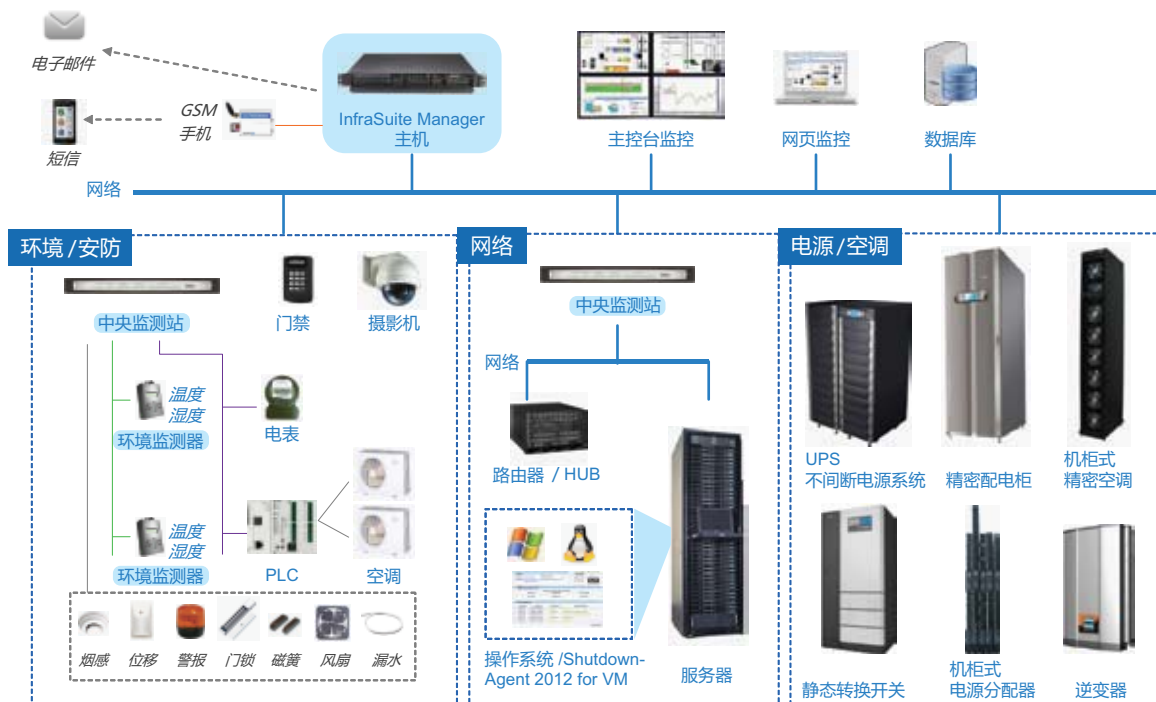 电子邮件
GSM
手机
短信
InfraSuite Manager
主机
主控台监控
网页监控
数据库
网络
环境/安防
中央监测站
门禁
摄影机
温度
湿度
环境监测器
电表
温度
湿度
环境监测器
PLC
空调
烟感
位移
警报
门锁
磁簧
风扇
漏水
网络
中央监测站
网络
路由器 / HUB
操作系统 /Shutdown-
Agent 2012 for VM
服务器
电源/空调
UPS
不间断电源系统
精密配电柜
机柜式
精密空调
静态转换开关
机柜式
电源分配器
逆变器